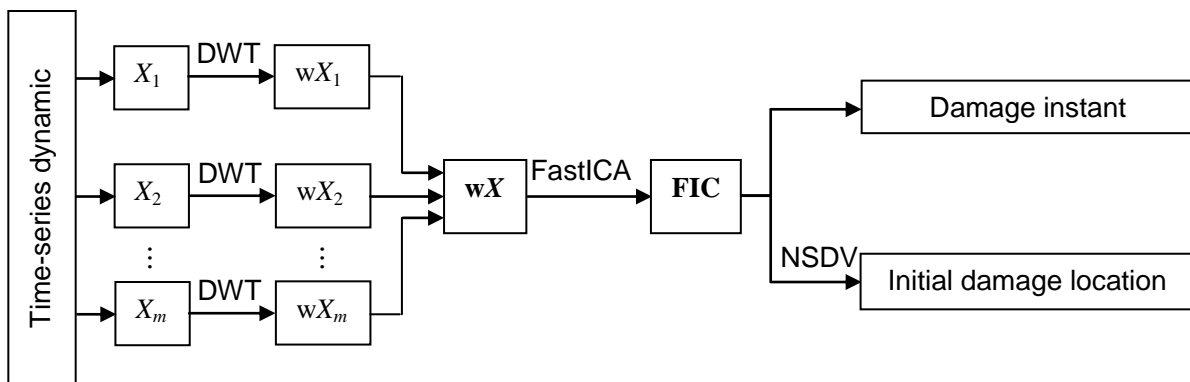 Time-series dynamic
X1
DWT
wX1
X2
DWT
wX2
⋮
⋮
Xm
DWT
wXm
wX
FastICA
FIC
Damage instant
NSDV
Initial damage location